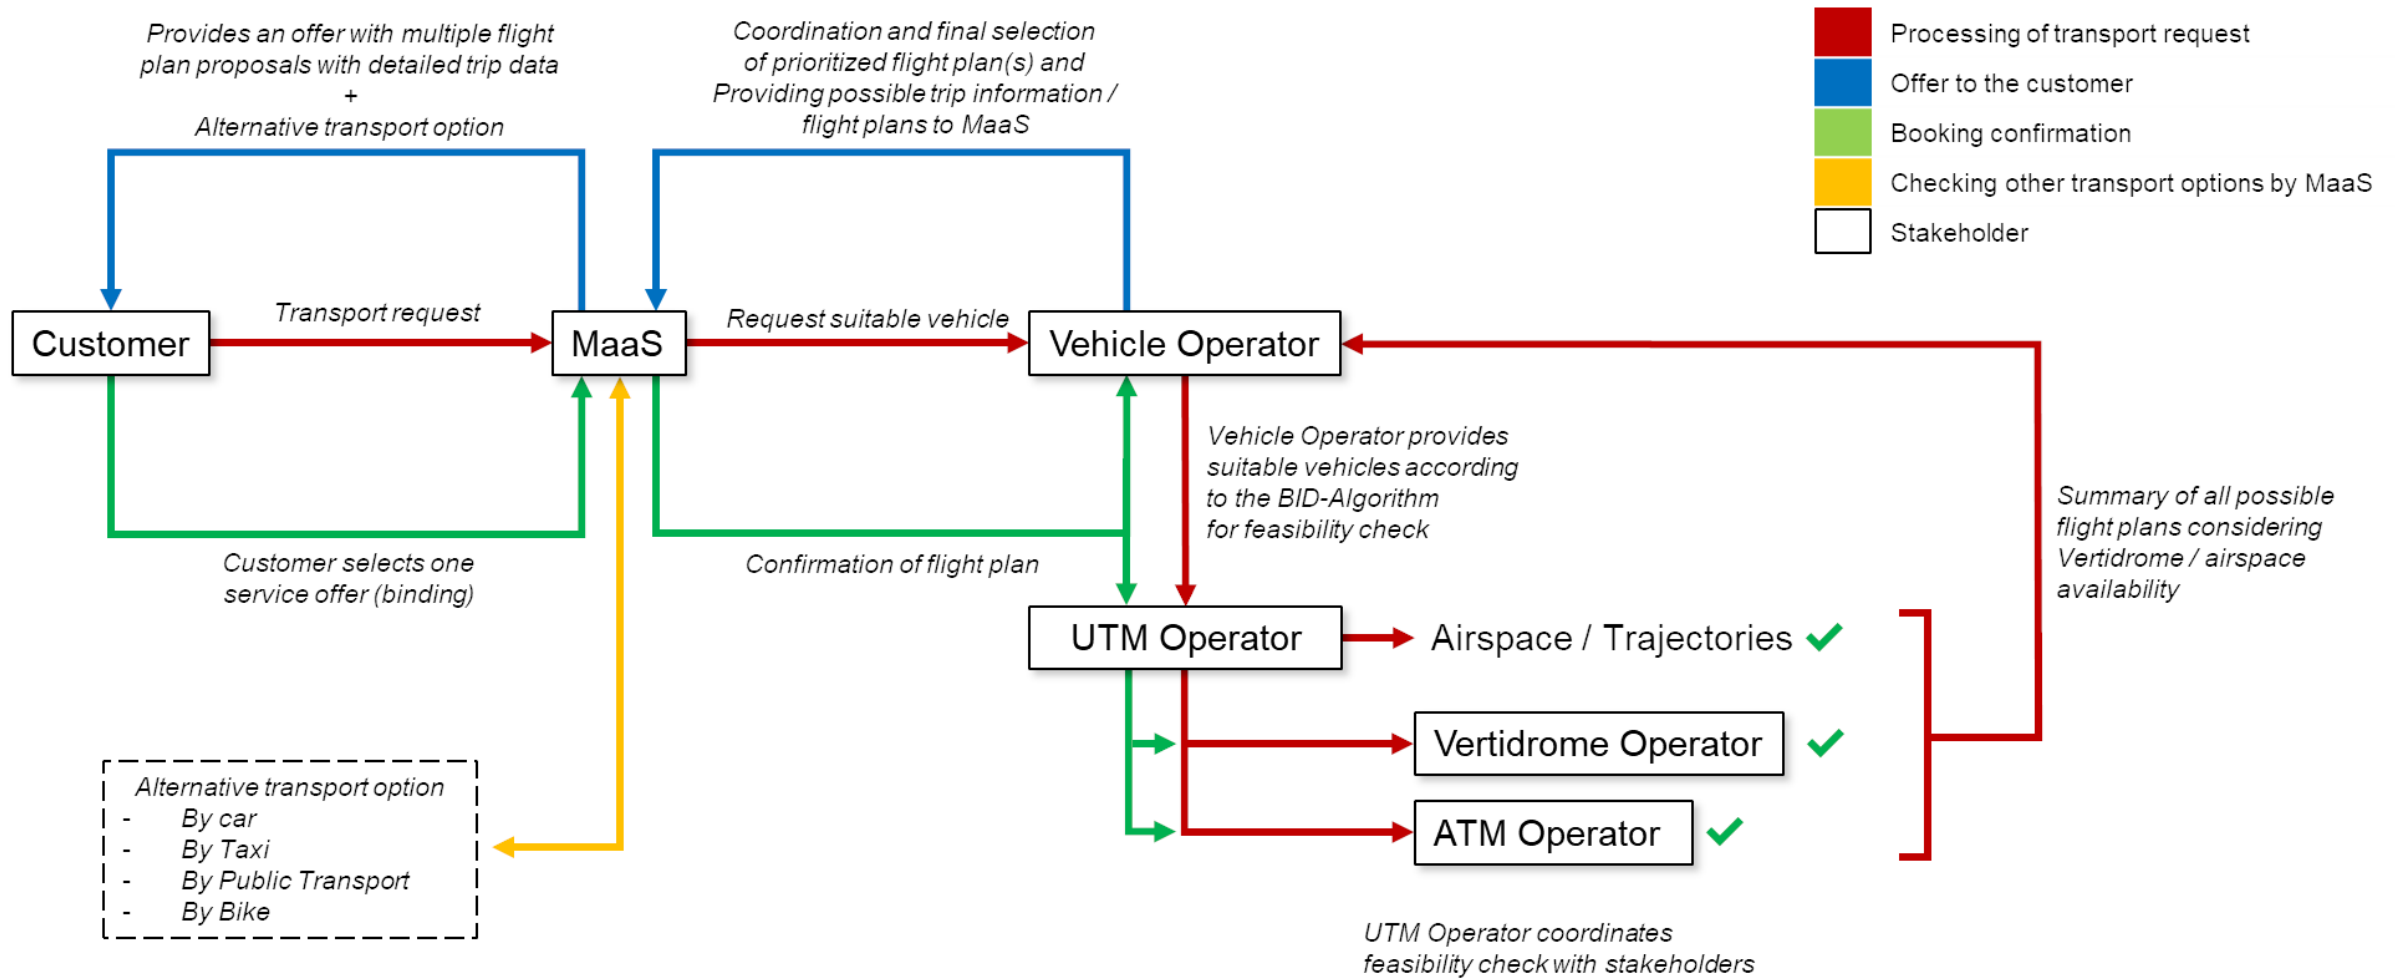 Provides an offer with multiple flight
plan proposals with detailed trip data
+
Alternative transport option
Coordination and final selection
of prioritized flight plan(s) and
Providing possible trip information /
flight plans to MaaS
Processing of transport request
Offer to the customer
Booking confirmation
Checking other transport options by MaaS
Stakeholder
Customer
Transport request
MaaS
Request suitable vehicle
Vehicle Operator
Vehicle Operator provides
suitable vehicles according
to the BID-Algorithm
for feasibility check
Summary of all possible
flight plans considering
Vertidrome / airspace
availability
Customer selects one
service offer (binding)
Confirmation of flight plan
UTM Operator
Airspace / Trajectories
Vertidrome Operator
ATM Operator
Alternative transport option
- By car
- By Taxi
- By Public Transport
- By Bike
UTM Operator coordinates
feasibility check with stakeholders